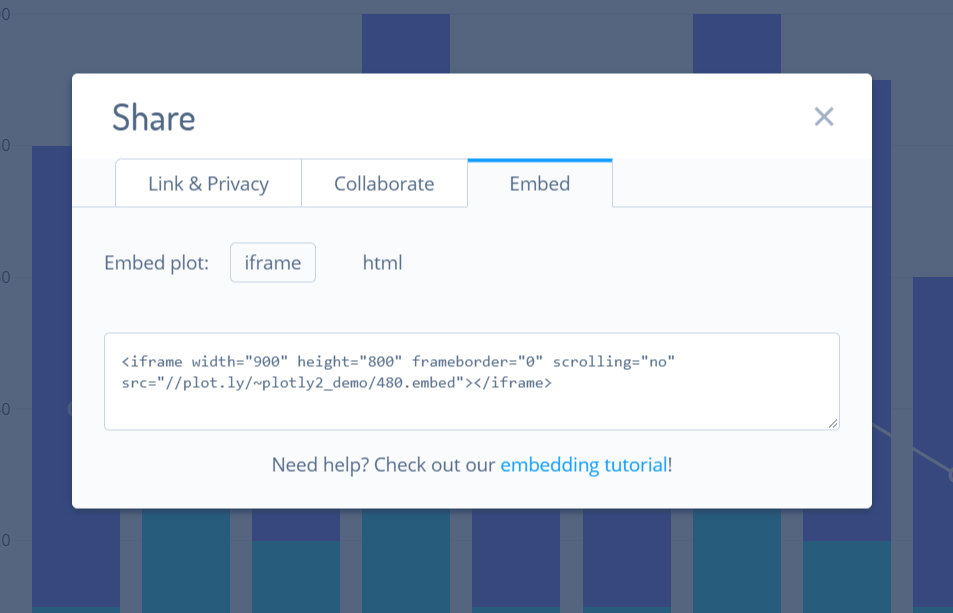 Share
Link & Privacy Collaborate Embed
Embed plot: iframe html
<iframe width="900" height="800" frameborder="0" scrolling="no"
src="//plot.ly/~plotly2_demo/480.embed"></iframe>
Need help? Check out our embedding tutorial!